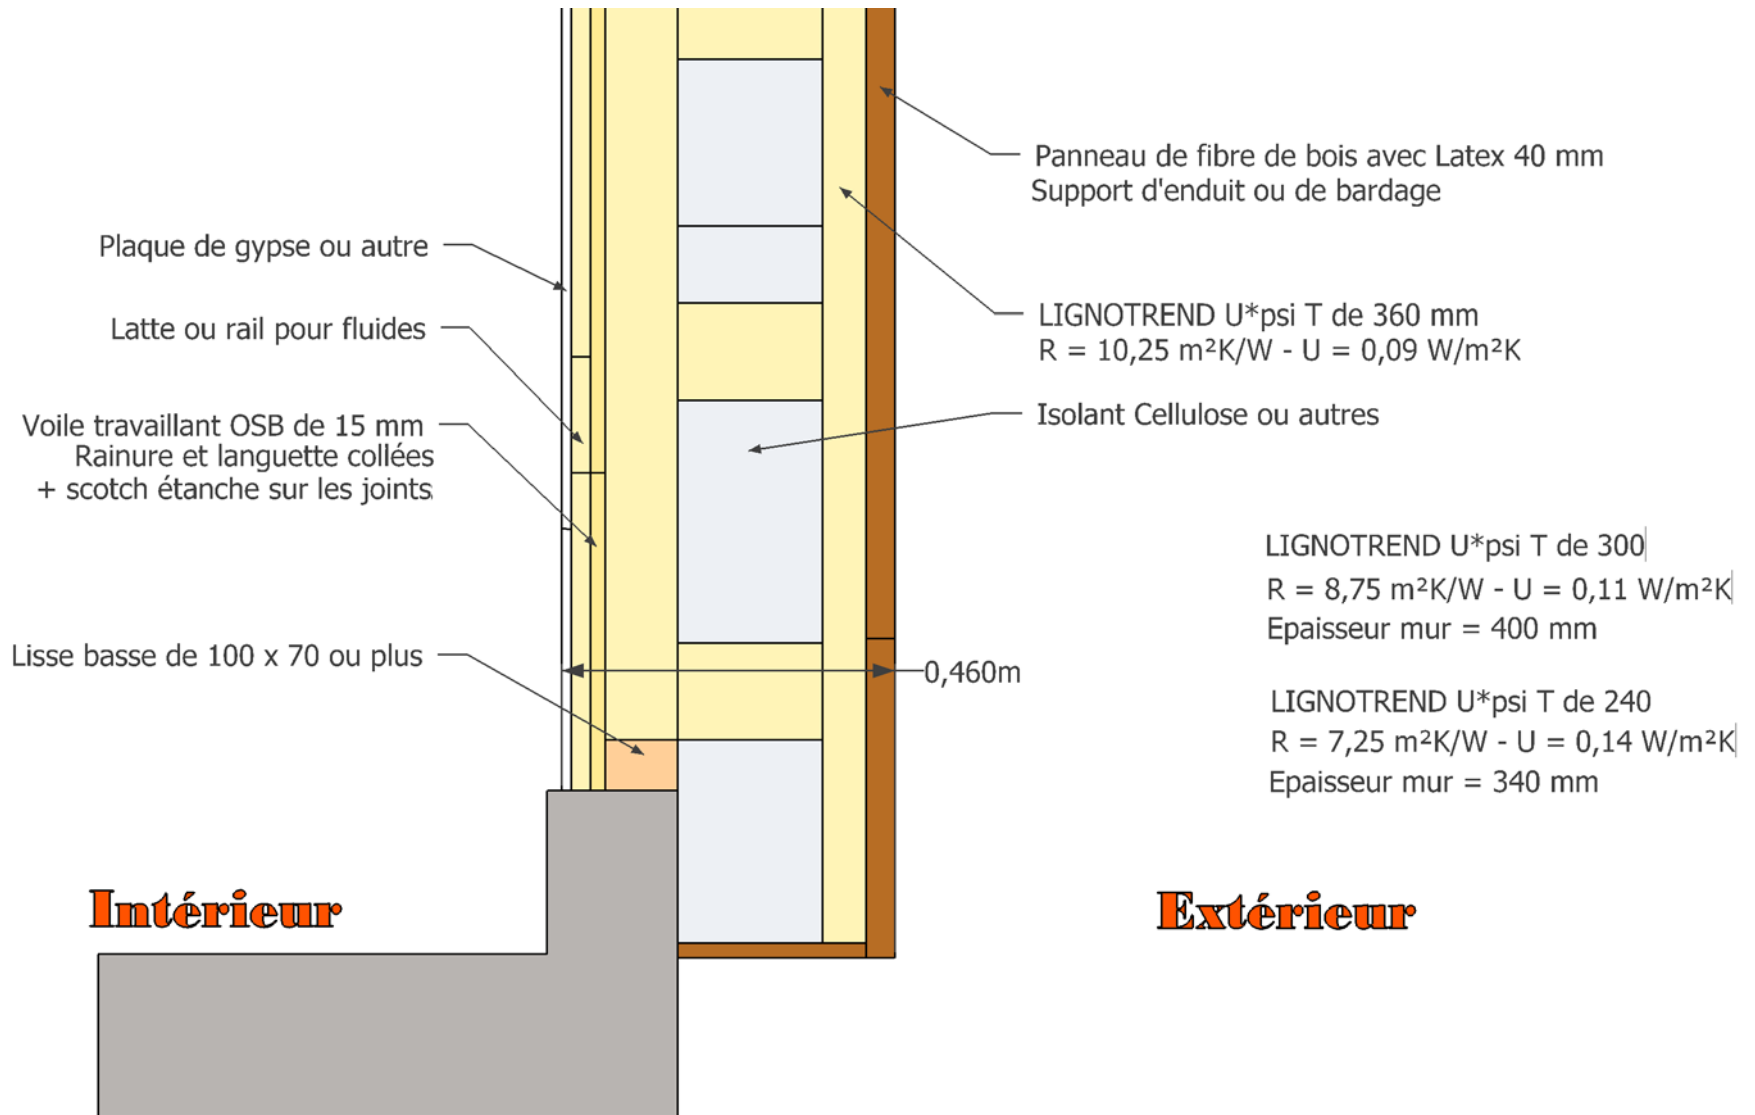 Panneau de fibre de bois avec Latex 40 mm
Support d'enduit ou de bardage
Plaque de gypse ou autre
Latte ou rail pour fluides
LIGNOTREND U*psi T de 360 mm
R = 10,25 m²K/W - U = 0,09 W/m²K
Voile travaillant OSB de 15 mm
Rainure et languette collées
+ scotch étanche sur les joints
Isolant Cellulose ou autres
LIGNOTREND U*psi T de 300
R = 8,75 m²K/W - U = 0,11 W/m²K
Epaisseur mur = 400 mm
Lisse basse de 100 x 70 ou plus
0,460m
LIGNOTREND U*psi T de 240
R = 7,25 m²K/W - U = 0,14 W/m²K
Epaisseur mur = 340 mm
Intérieur
Extérieur